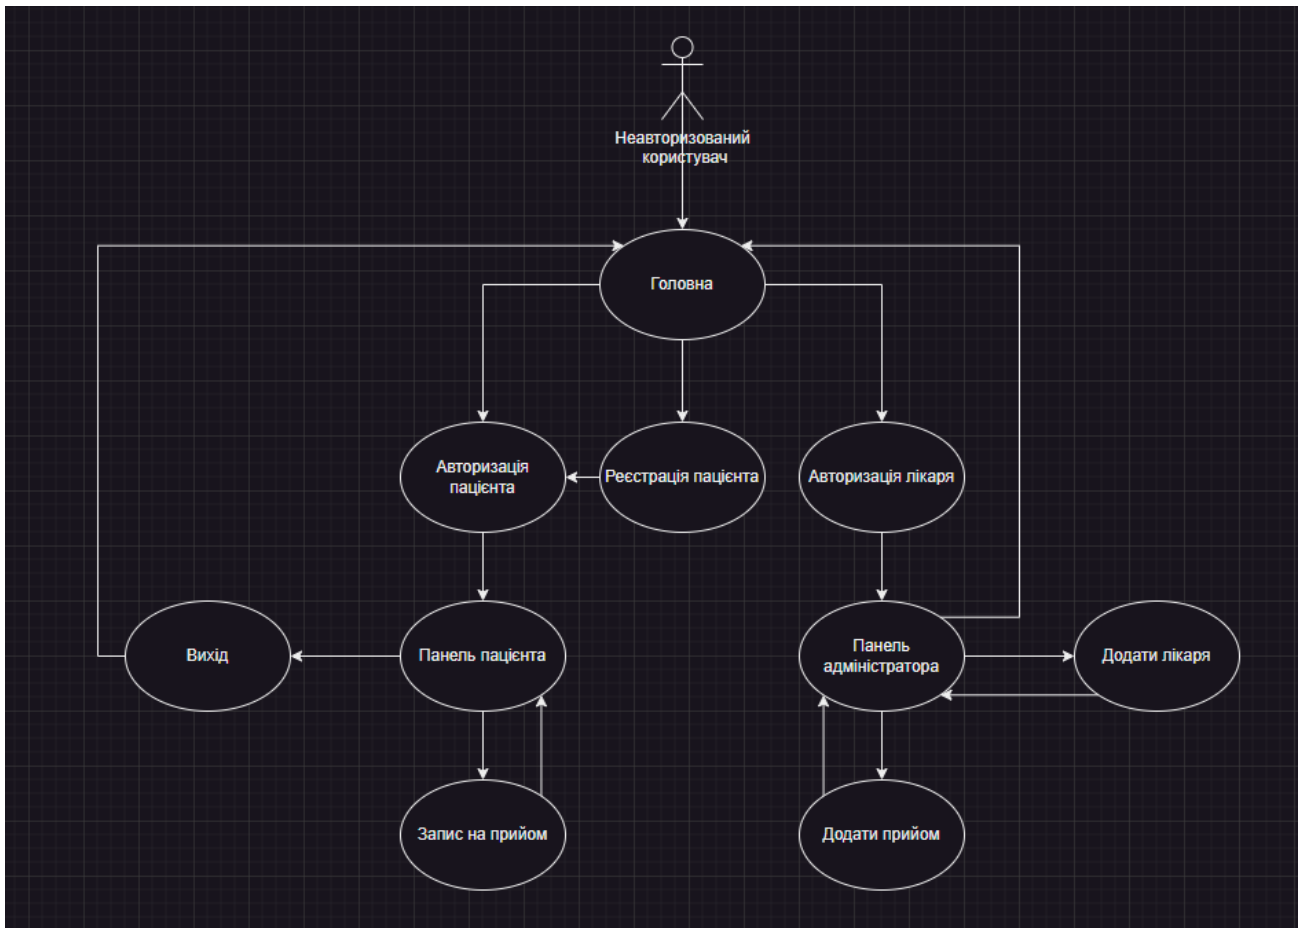 Неавторизований
користувач
Головна
Авторизація
пацієнта
Реєстрація пацієнта
Авторизація лікаря
Вихід
Панель пацієнта
Панель
адміністратора
Додати лікаря
Запис на прийом
Додати прийом